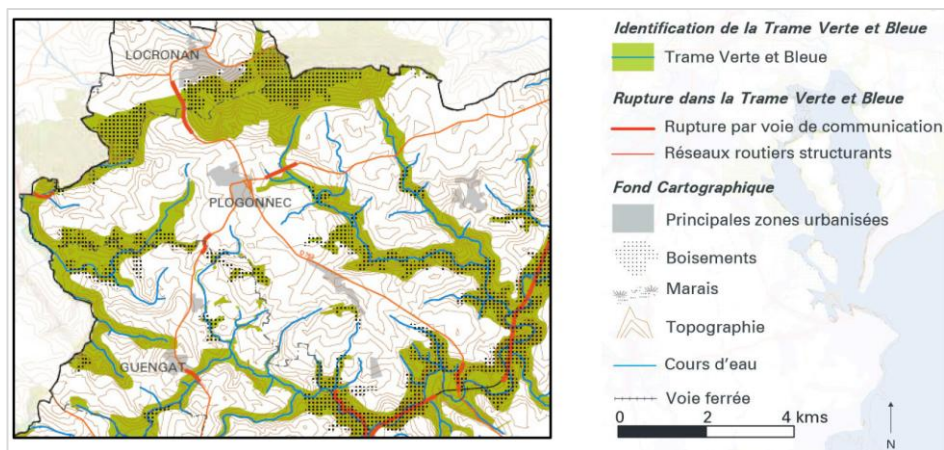 LOCRONAN
PLOGONNEC
GUENGAT
Identification de la Trame Verte et Bleue
Trame Verte et Bleue
Rupture dans la Trame Verte et Bleue
Rupture par voie de communication
Réseaux routiers structurants
Fond Cartographique
Principales zones urbanisées
Boisements
Marais
Topographie
Cours d'eau
Voie ferrée
0 2 4 kms
N